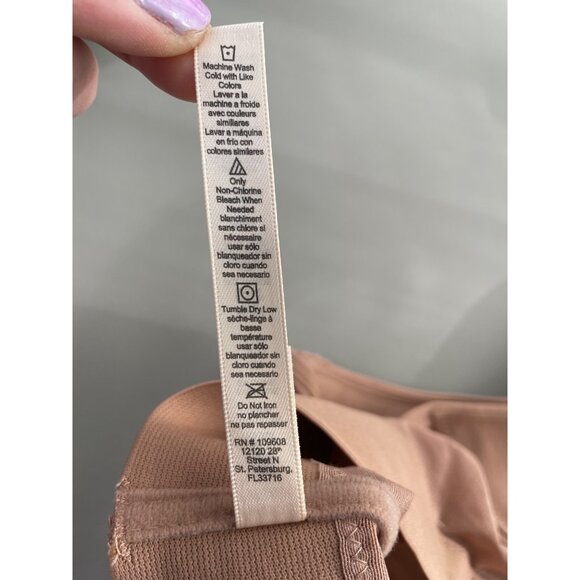 Machine Wash
Cold with Like
Colors
Laver a la
machine a froide
avec couleurs
similaires
Lavar a máquina
en frío con
colores similares
Only
Non-Chlorine
Bleach When
Needed
blanchiment
sans chlore si
nécessaire
usar sólo
blanqueador sin
cloro cuando
sea necesario
Tumble Dry Low
sèche-linge à
basse
température
usar sólo
blanqueador sin
cloro cuando
sea necesario
Do Not Iron
no plancher
ne pas repasser
RN # 109608
12120 28th
Street N
St. Petersburg,
FL33716